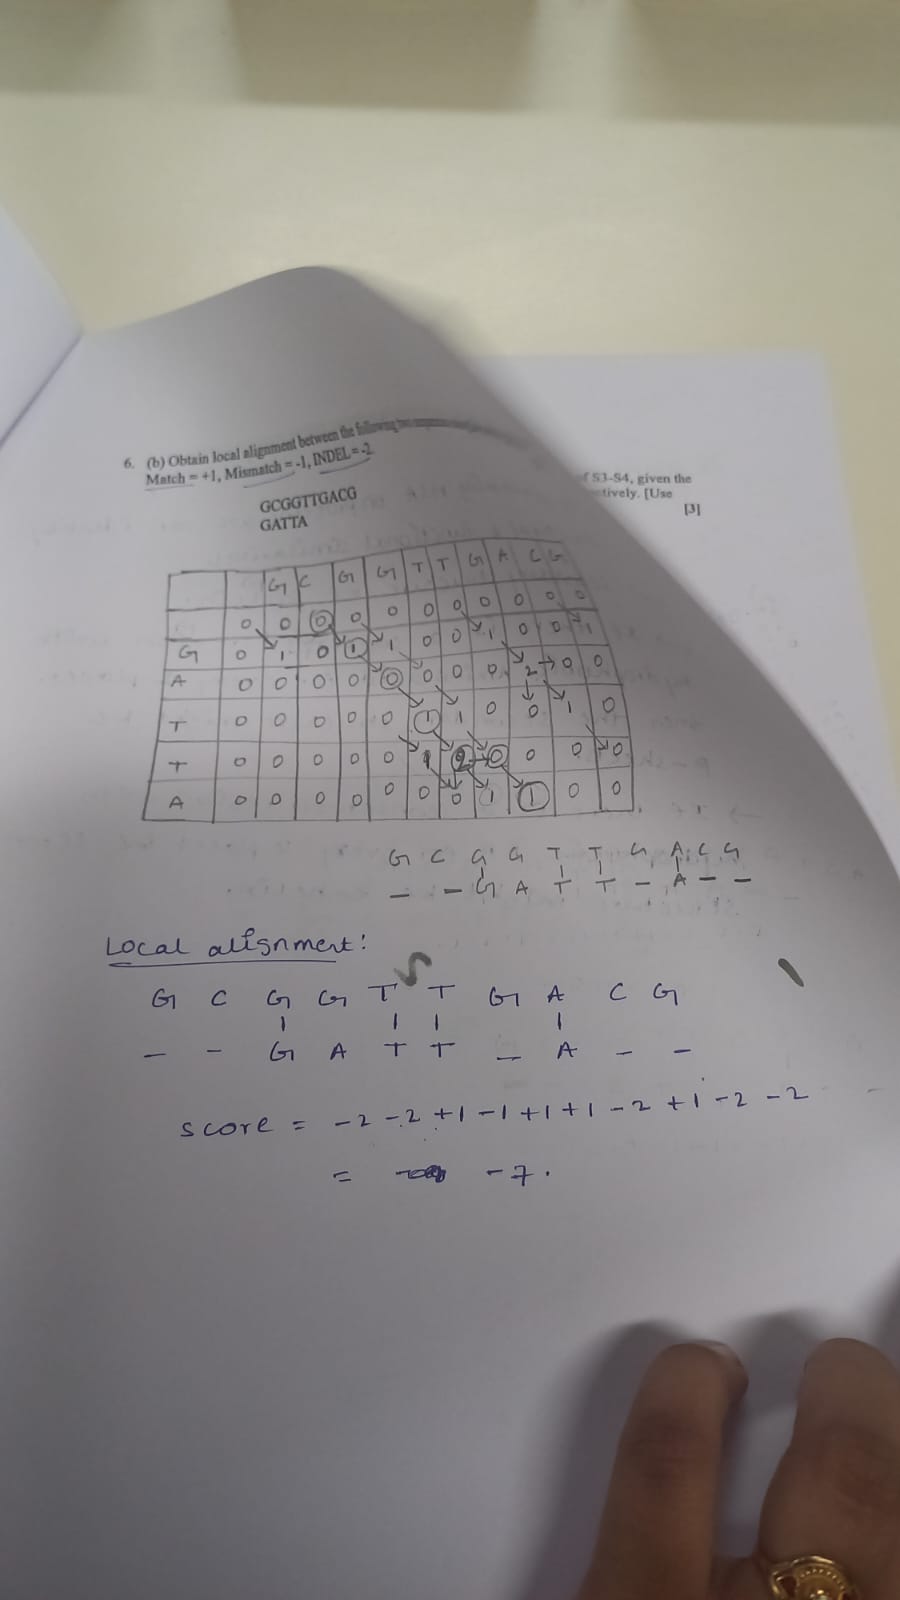 6. (b) Obtain local alignment between the following two
Match = +1, Mismatch = -1, INDEL = -2
of S3-S4, given the
ctively. [Use
[3]
GCGGTTGACG
GATTA
G C G G T T G A C G
0 0 0 0 0 0 0 0 0 0 0
G 0 1 0 1 1 0 0 1 0 0 1
A 0 0 0 0 0 0 0 0 2 → 0 0
T 0 0 0 0 0 1 1 0 0 1 0
T 0 0 0 0 0 1 2 → 0 0 0 0
A 0 0 0 0 0 0 0 1 1 0 0
G C G G T T G A C G
– – G A T T – A – –
Local alignment:
G C G G T T G A C G
– – G A T T – A – –
score = -2 -2 +1 -1 +1 +1 -2 +1 -2 -2
= -7.